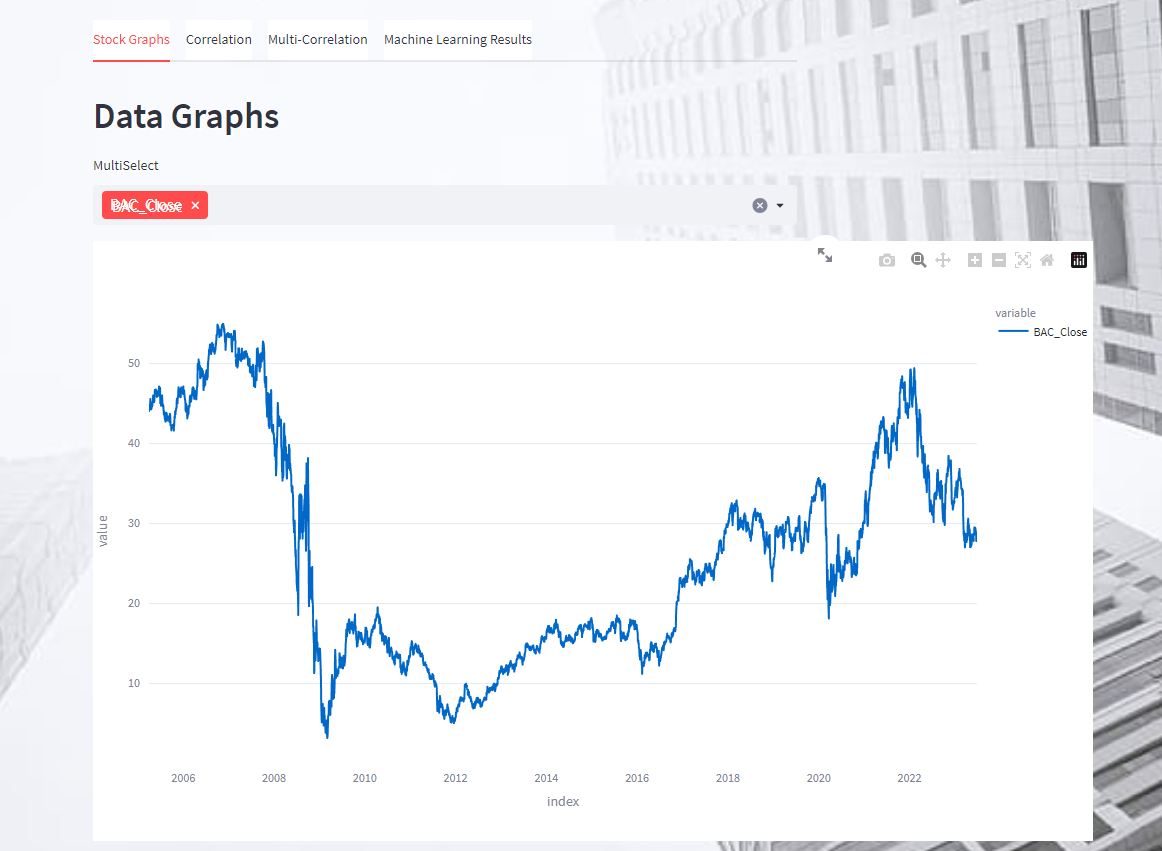 Stock Graphs Correlation Multi-Correlation Machine Learning Results
Data Graphs
MultiSelect
BAC_Close
variable
BAC_Close
50
40
30
20
10
value
2006 2008 2010 2012 2014 2016 2018 2020 2022
index